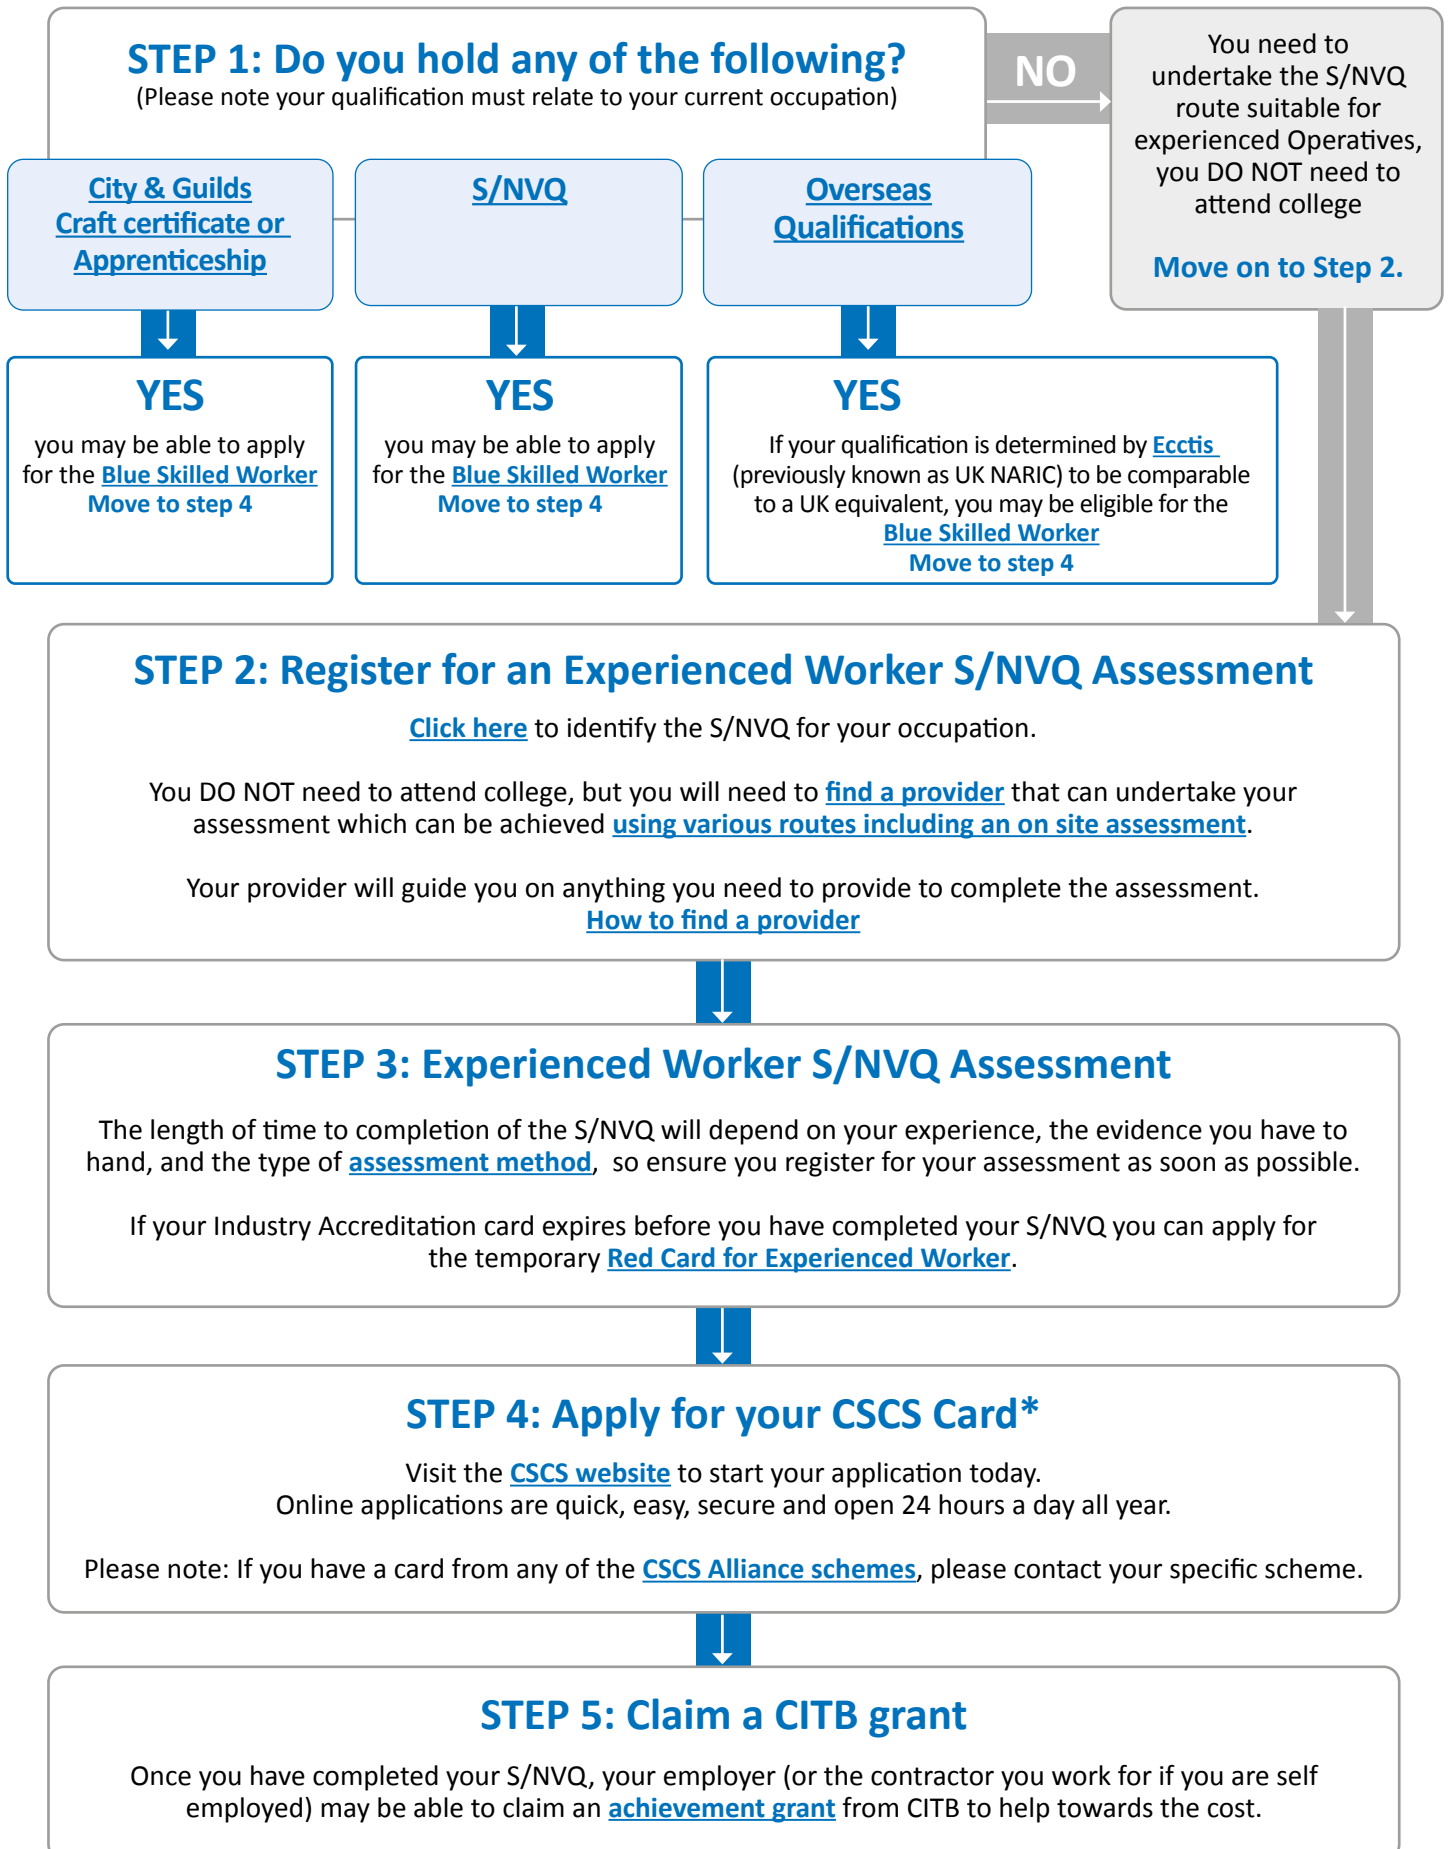 STEP 1: Do you hold any of the following?
(Please note your qualification must relate to your current occupation)
NO
You need to
undertake the S/NVQ
route suitable for
experienced Operatives,
you DO NOT need to
attend college
Move on to Step 2.
City & Guilds
Craft certificate or
Apprenticeship
S/NVQ
Overseas
Qualifications
YES
you may be able to apply
for the Blue Skilled Worker
Move to step 4
YES
you may be able to apply
for the Blue Skilled Worker
Move to step 4
YES
If your qualification is determined by Ecctis
(previously known as UK NARIC) to be comparable
to a UK equivalent, you may be eligible for the
Blue Skilled Worker
Move to step 4
STEP 2: Register for an Experienced Worker S/NVQ Assessment
Click here to identify the S/NVQ for your occupation.
You DO NOT need to attend college, but you will need to find a provider that can undertake your
assessment which can be achieved using various routes including an on site assessment.
Your provider will guide you on anything you need to provide to complete the assessment.
How to find a provider
STEP 3: Experienced Worker S/NVQ Assessment
The length of time to completion of the S/NVQ will depend on your experience, the evidence you have to
hand, and the type of assessment method, so ensure you register for your assessment as soon as possible.
If your Industry Accreditation card expires before you have completed your S/NVQ you can apply for
the temporary Red Card for Experienced Worker.
STEP 4: Apply for your CSCS Card*
Visit the CSCS website to start your application today.
Online applications are quick, easy, secure and open 24 hours a day all year.
Please note: If you have a card from any of the CSCS Alliance schemes, please contact your specific scheme.
STEP 5: Claim a CITB grant
Once you have completed your S/NVQ, your employer (or the contractor you work for if you are self
employed) may be able to claim an achievement grant from CITB to help towards the cost.